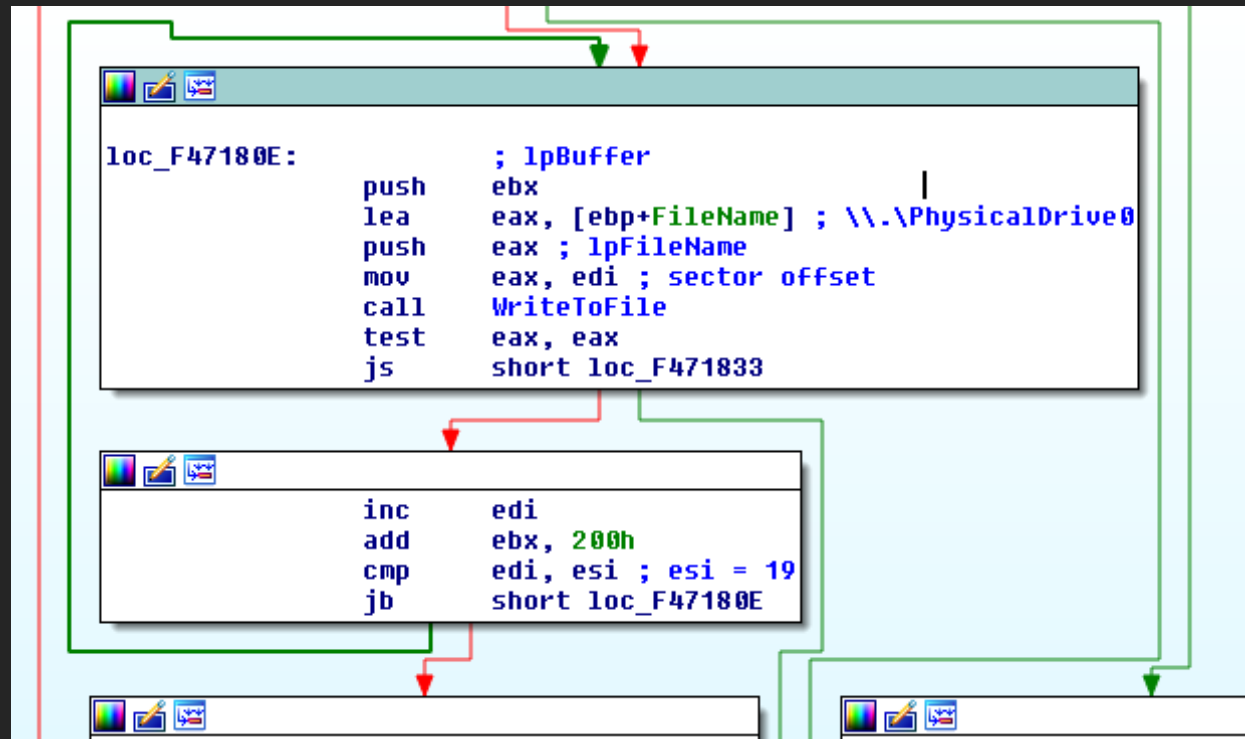 loc_F47180E: ; lpBuffer
push ebx
lea eax, [ebp+FileName] ; \\.\PhysicalDrive0
push eax ; lpFileName
mov eax, edi ; sector offset
call WriteToFile
test eax, eax
js short loc_F471833
inc edi
add ebx, 200h
cmp edi, esi ; esi = 19
jb short loc_F47180E